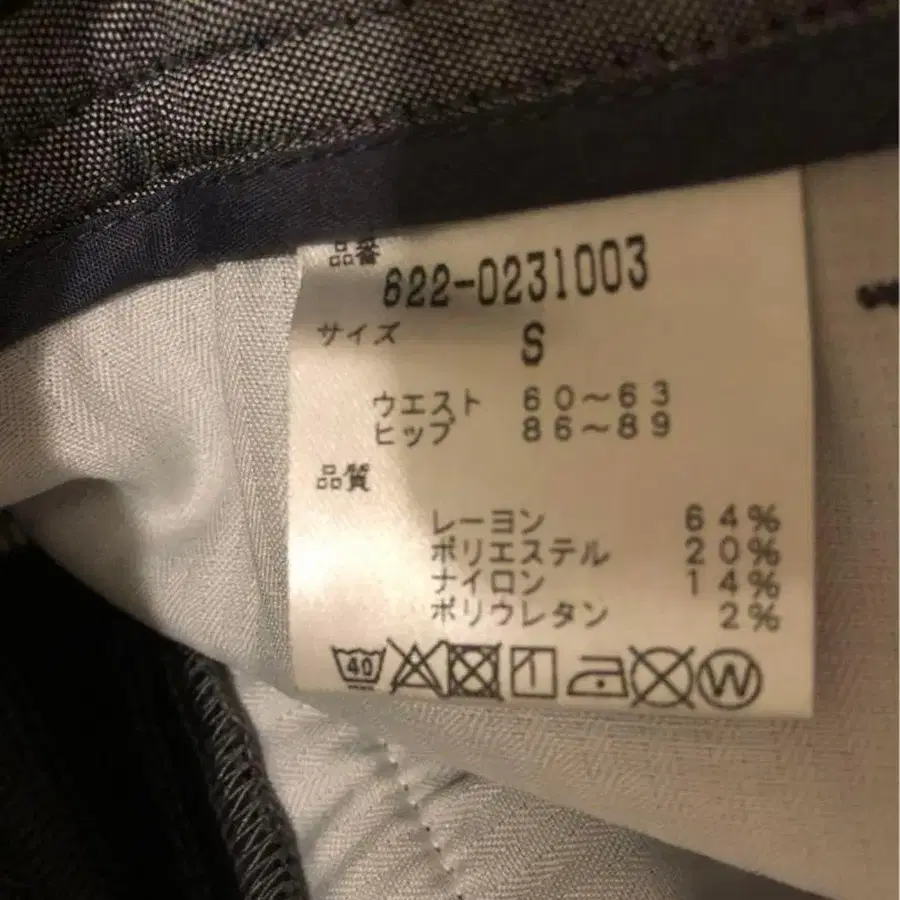 品番
622-0231003
サイズ S
ウエスト 60～63
ヒップ 86～89
品質
レーヨン 64%
ポリエステル 20%
ナイロン 14%
ポリウレタン 2%
40 W